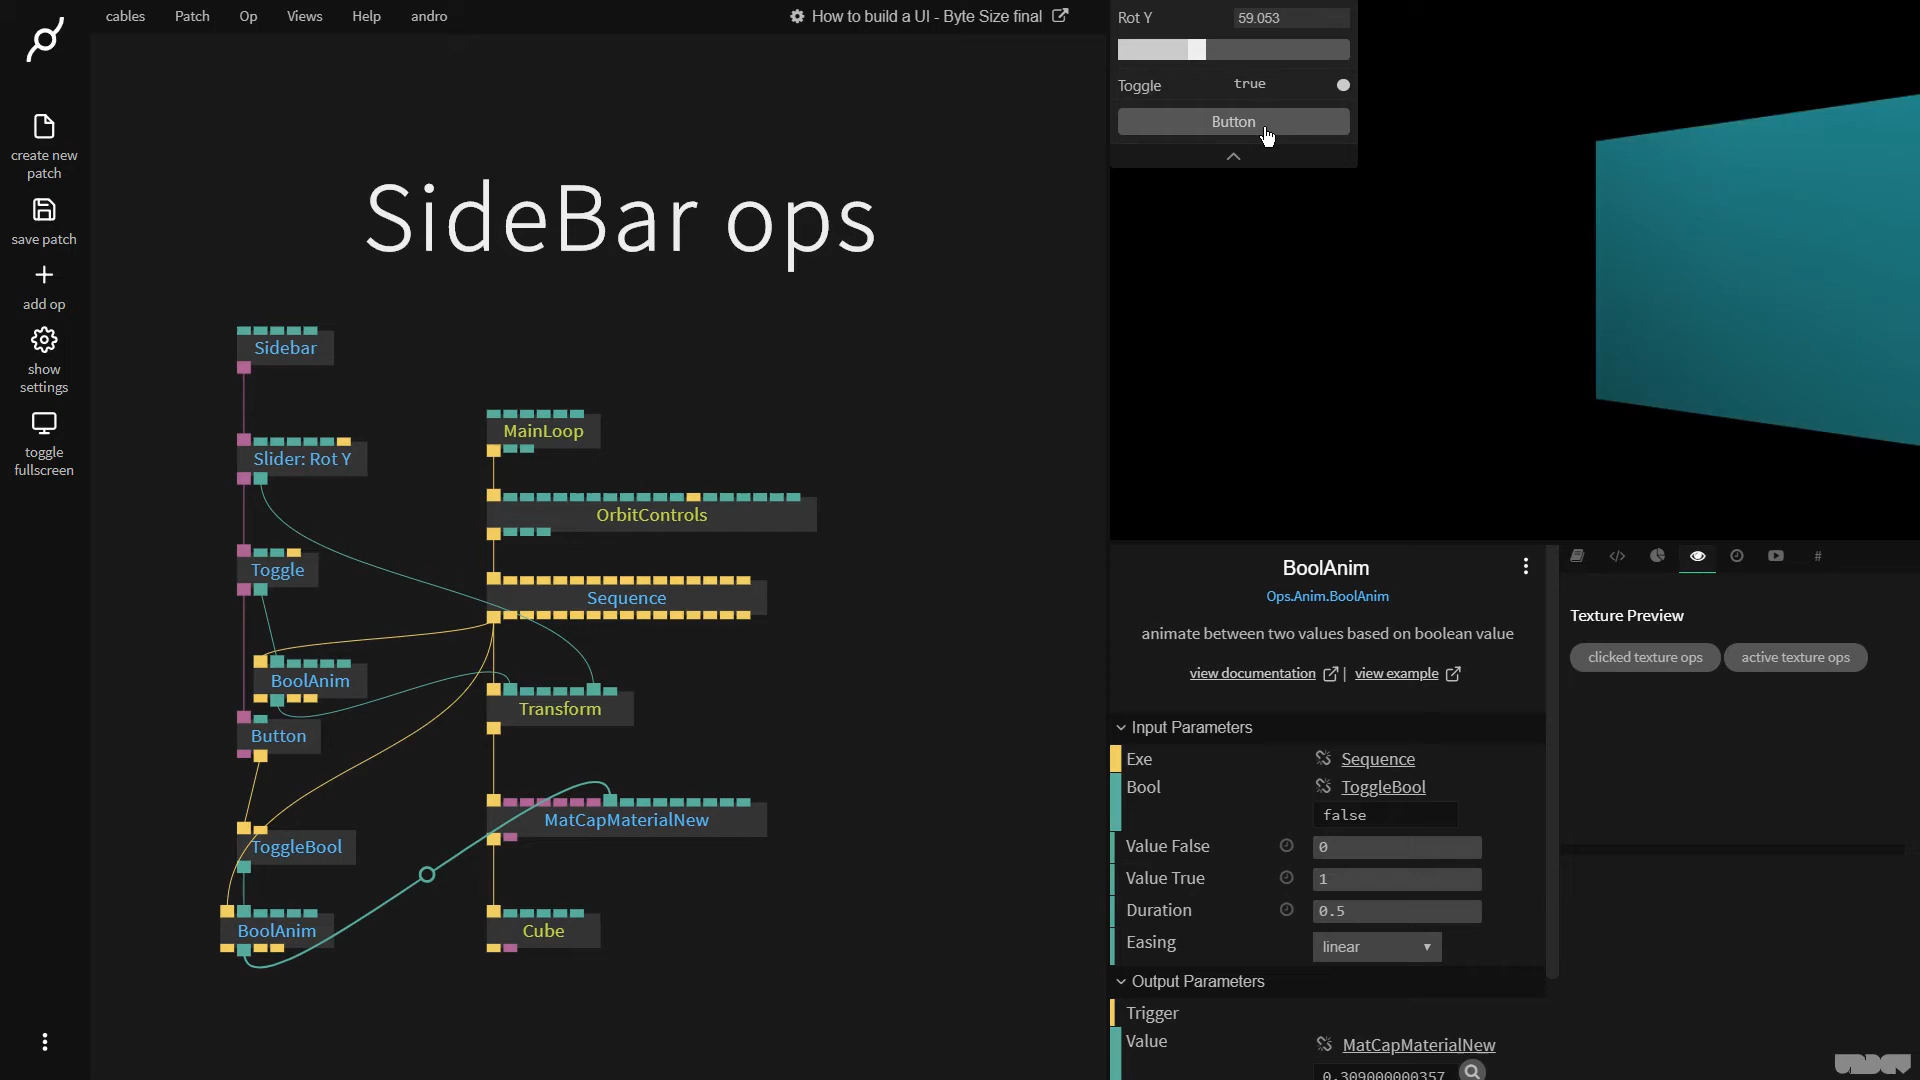 cables
Patch
Op
Views
Help
andro
How to build a UI - Byte Size final
create new
patch
save patch
add op
show
settings
toggle
fullscreen
SideBar ops
Sidebar
Slider: Rot Y
Toggle
BoolAnim
Button
ToggleBool
BoolAnim
MainLoop
OrbitControls
Sequence
Transform
MatCapMaterialNew
Cube
Rot Y 59.053
Toggle true
Button
BoolAnim
Ops.Anim.BoolAnim
animate between two values based on boolean value
view documentation | view example
Input Parameters
Exe Sequence
Bool ToggleBool
false
Value False 0
Value True 1
Duration 0.5
Easing linear
Output Parameters
Trigger
Value MatCapMaterialNew
0.309000000357
#
Texture Preview
clicked texture ops active texture ops